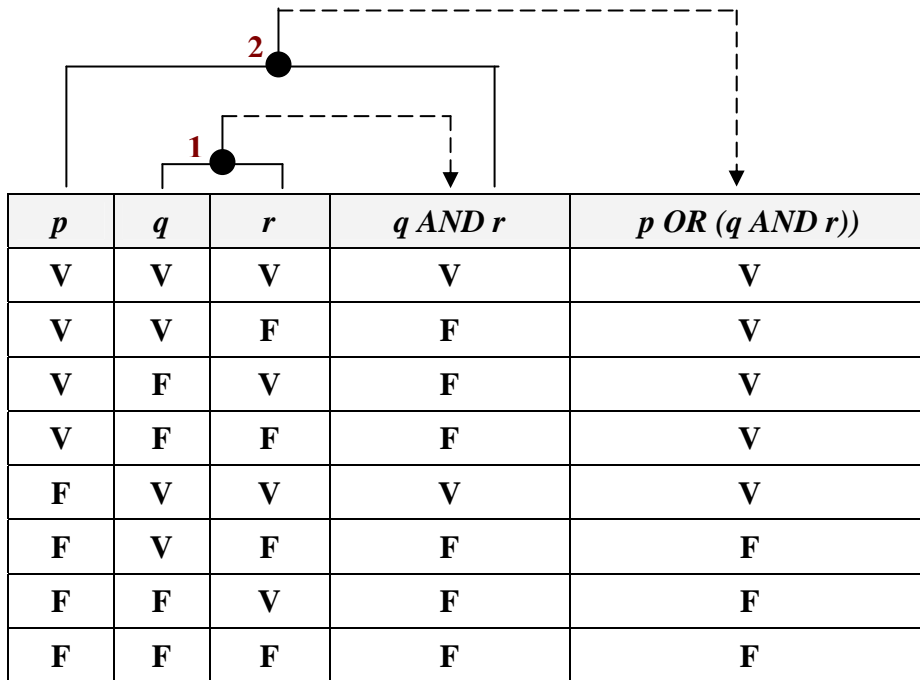 2
1
p q r q AND r p OR (q AND r))
V V V V V
V V F F V
V F V F V
V F F F V
F V V V V
F V F F F
F F V F F
F F F F F